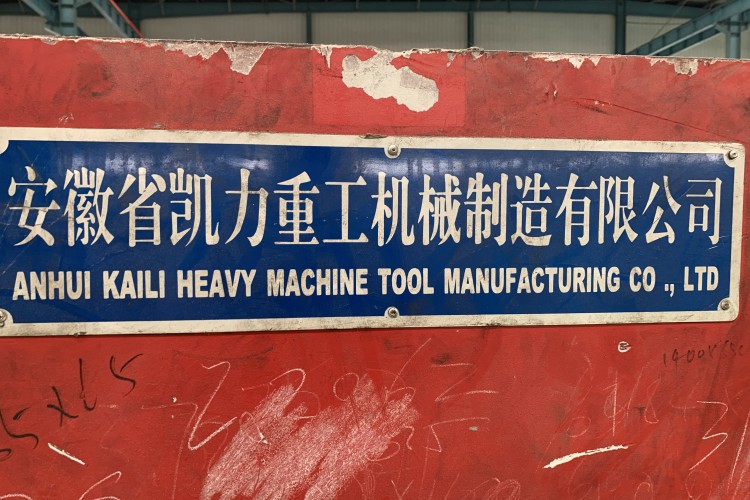 安徽省凯力重工机械制造有限公司
ANHUI KAILI HEAVY MACHINE TOOL MANUFACTURING CO ., LTD